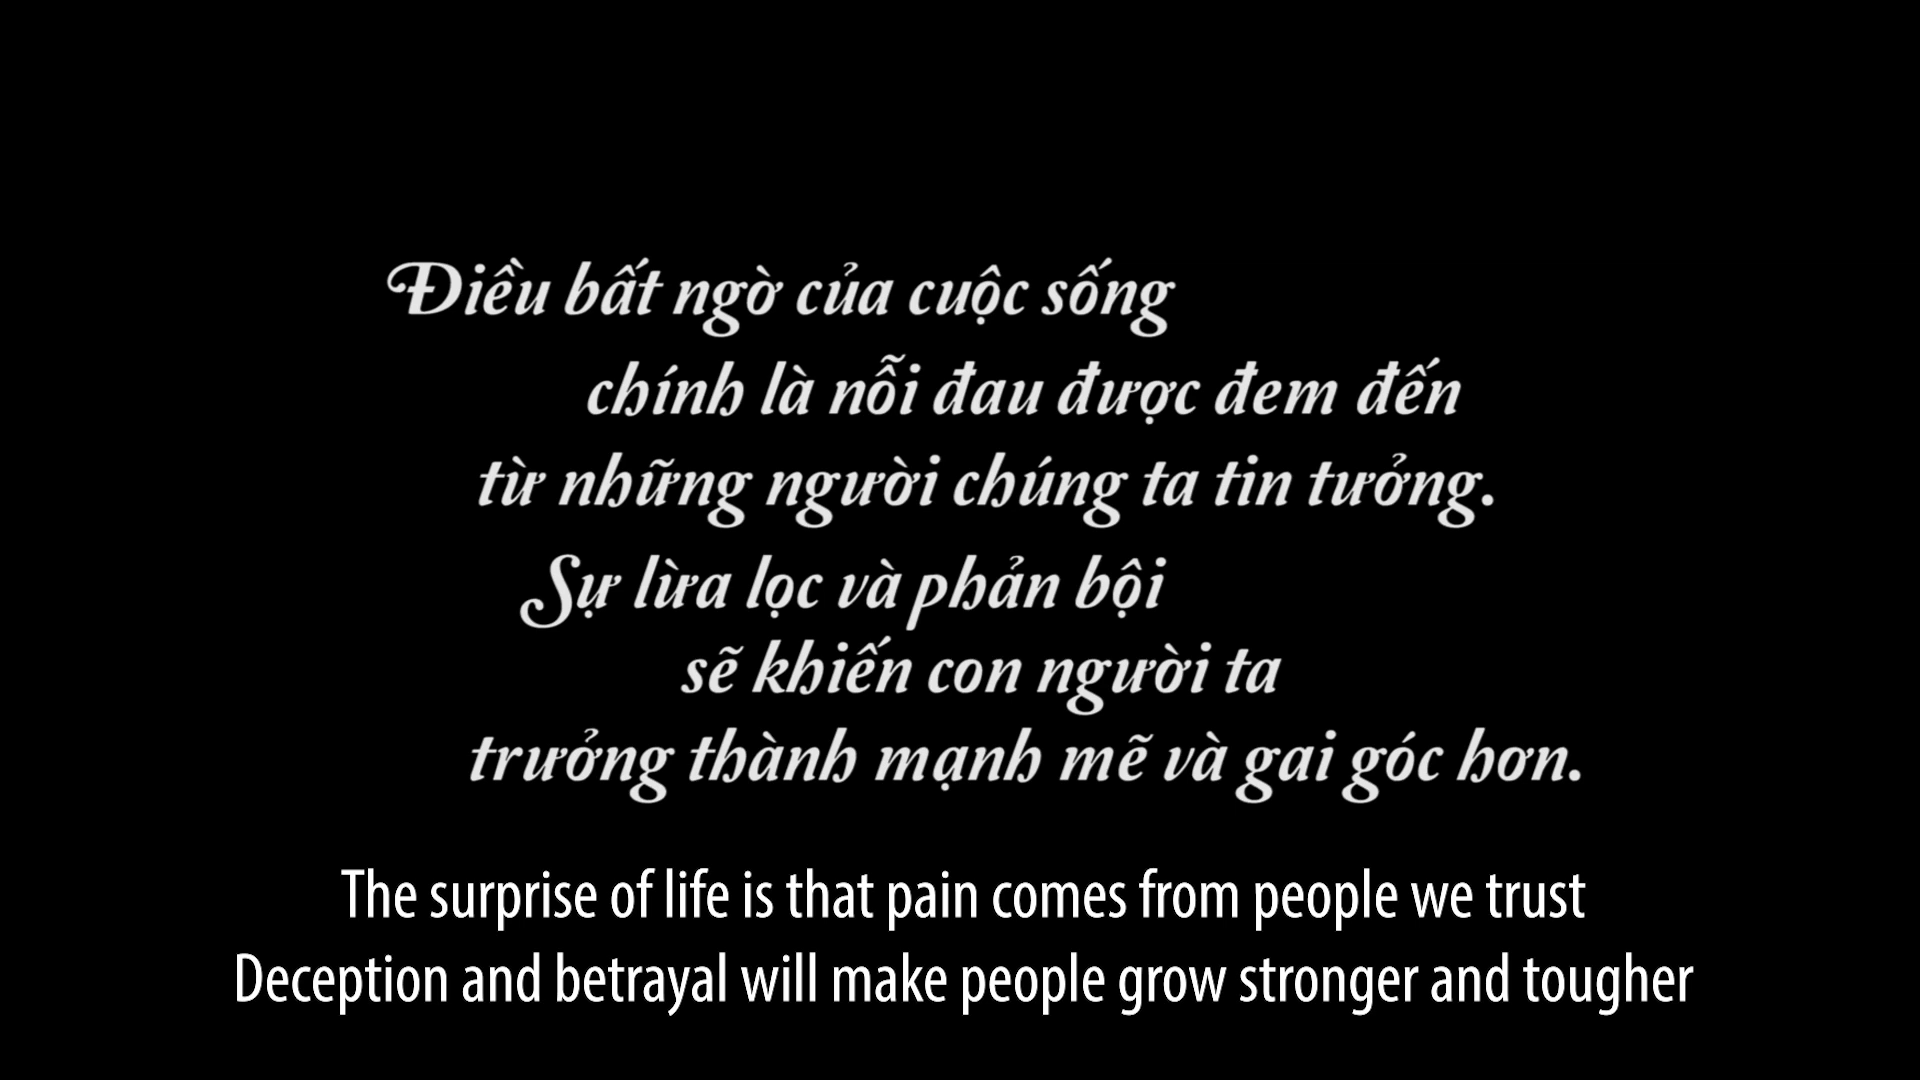 Điều bất ngờ của cuộc sống
chính là nỗi đau được đem đến
từ những người chúng ta tin tưởng.
Sự lừa lọc và phản bội
sẽ khiến con người ta
trưởng thành mạnh mẽ và gai góc hơn.
The surprise of life is that pain comes from people we trust
Deception and betrayal will make people grow stronger and tougher